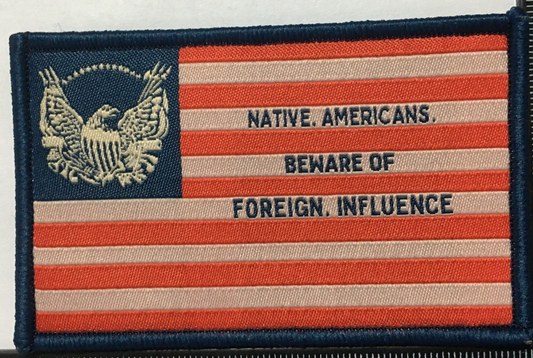 NATIVE. AMERICANS.
BEWARE OF
FOREIGN. INFLUENCE